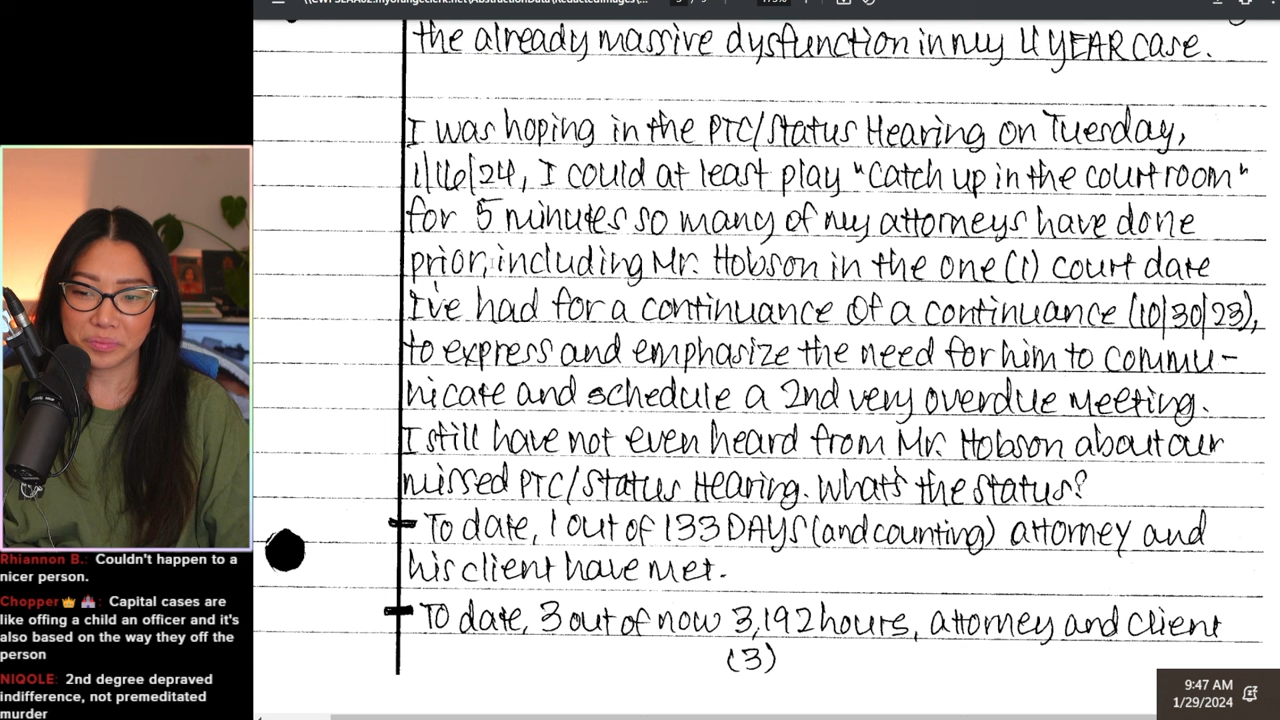 the already massive dysfunction in my 4 YEAR case.
I was hoping in the PTC/Status Hearing on Tuesday,
1/16/24, I could at least play "Catch up in the courtroom"
for 5 minutes so many of my attorneys have done
prior, including Mr. Hobson in the one (1) court date
I've had for a continuance of a continuance (10/30/23),
to express and emphasize the need for him to commu-
nicate and schedule a 2nd very overdue meeting.
I still have not even heard from Mr. Hobson about our
missed PTC/Status Hearing. What's the status?
- To date, 1 out of 133 DAYS (and counting) attorney and
his client have met.
- To date, 3 out of now 3,192 hours, attorney and client
(3)
Rhiannon B.: Couldn't happen to a
nicer person.
Chopper👑 🏰: Capital cases are
like offing a child an officer and it's
also based on the way they off the
person
NIQOLE: 2nd degree depraved
indifference, not premeditated
murder
9:47 AM
1/29/2024